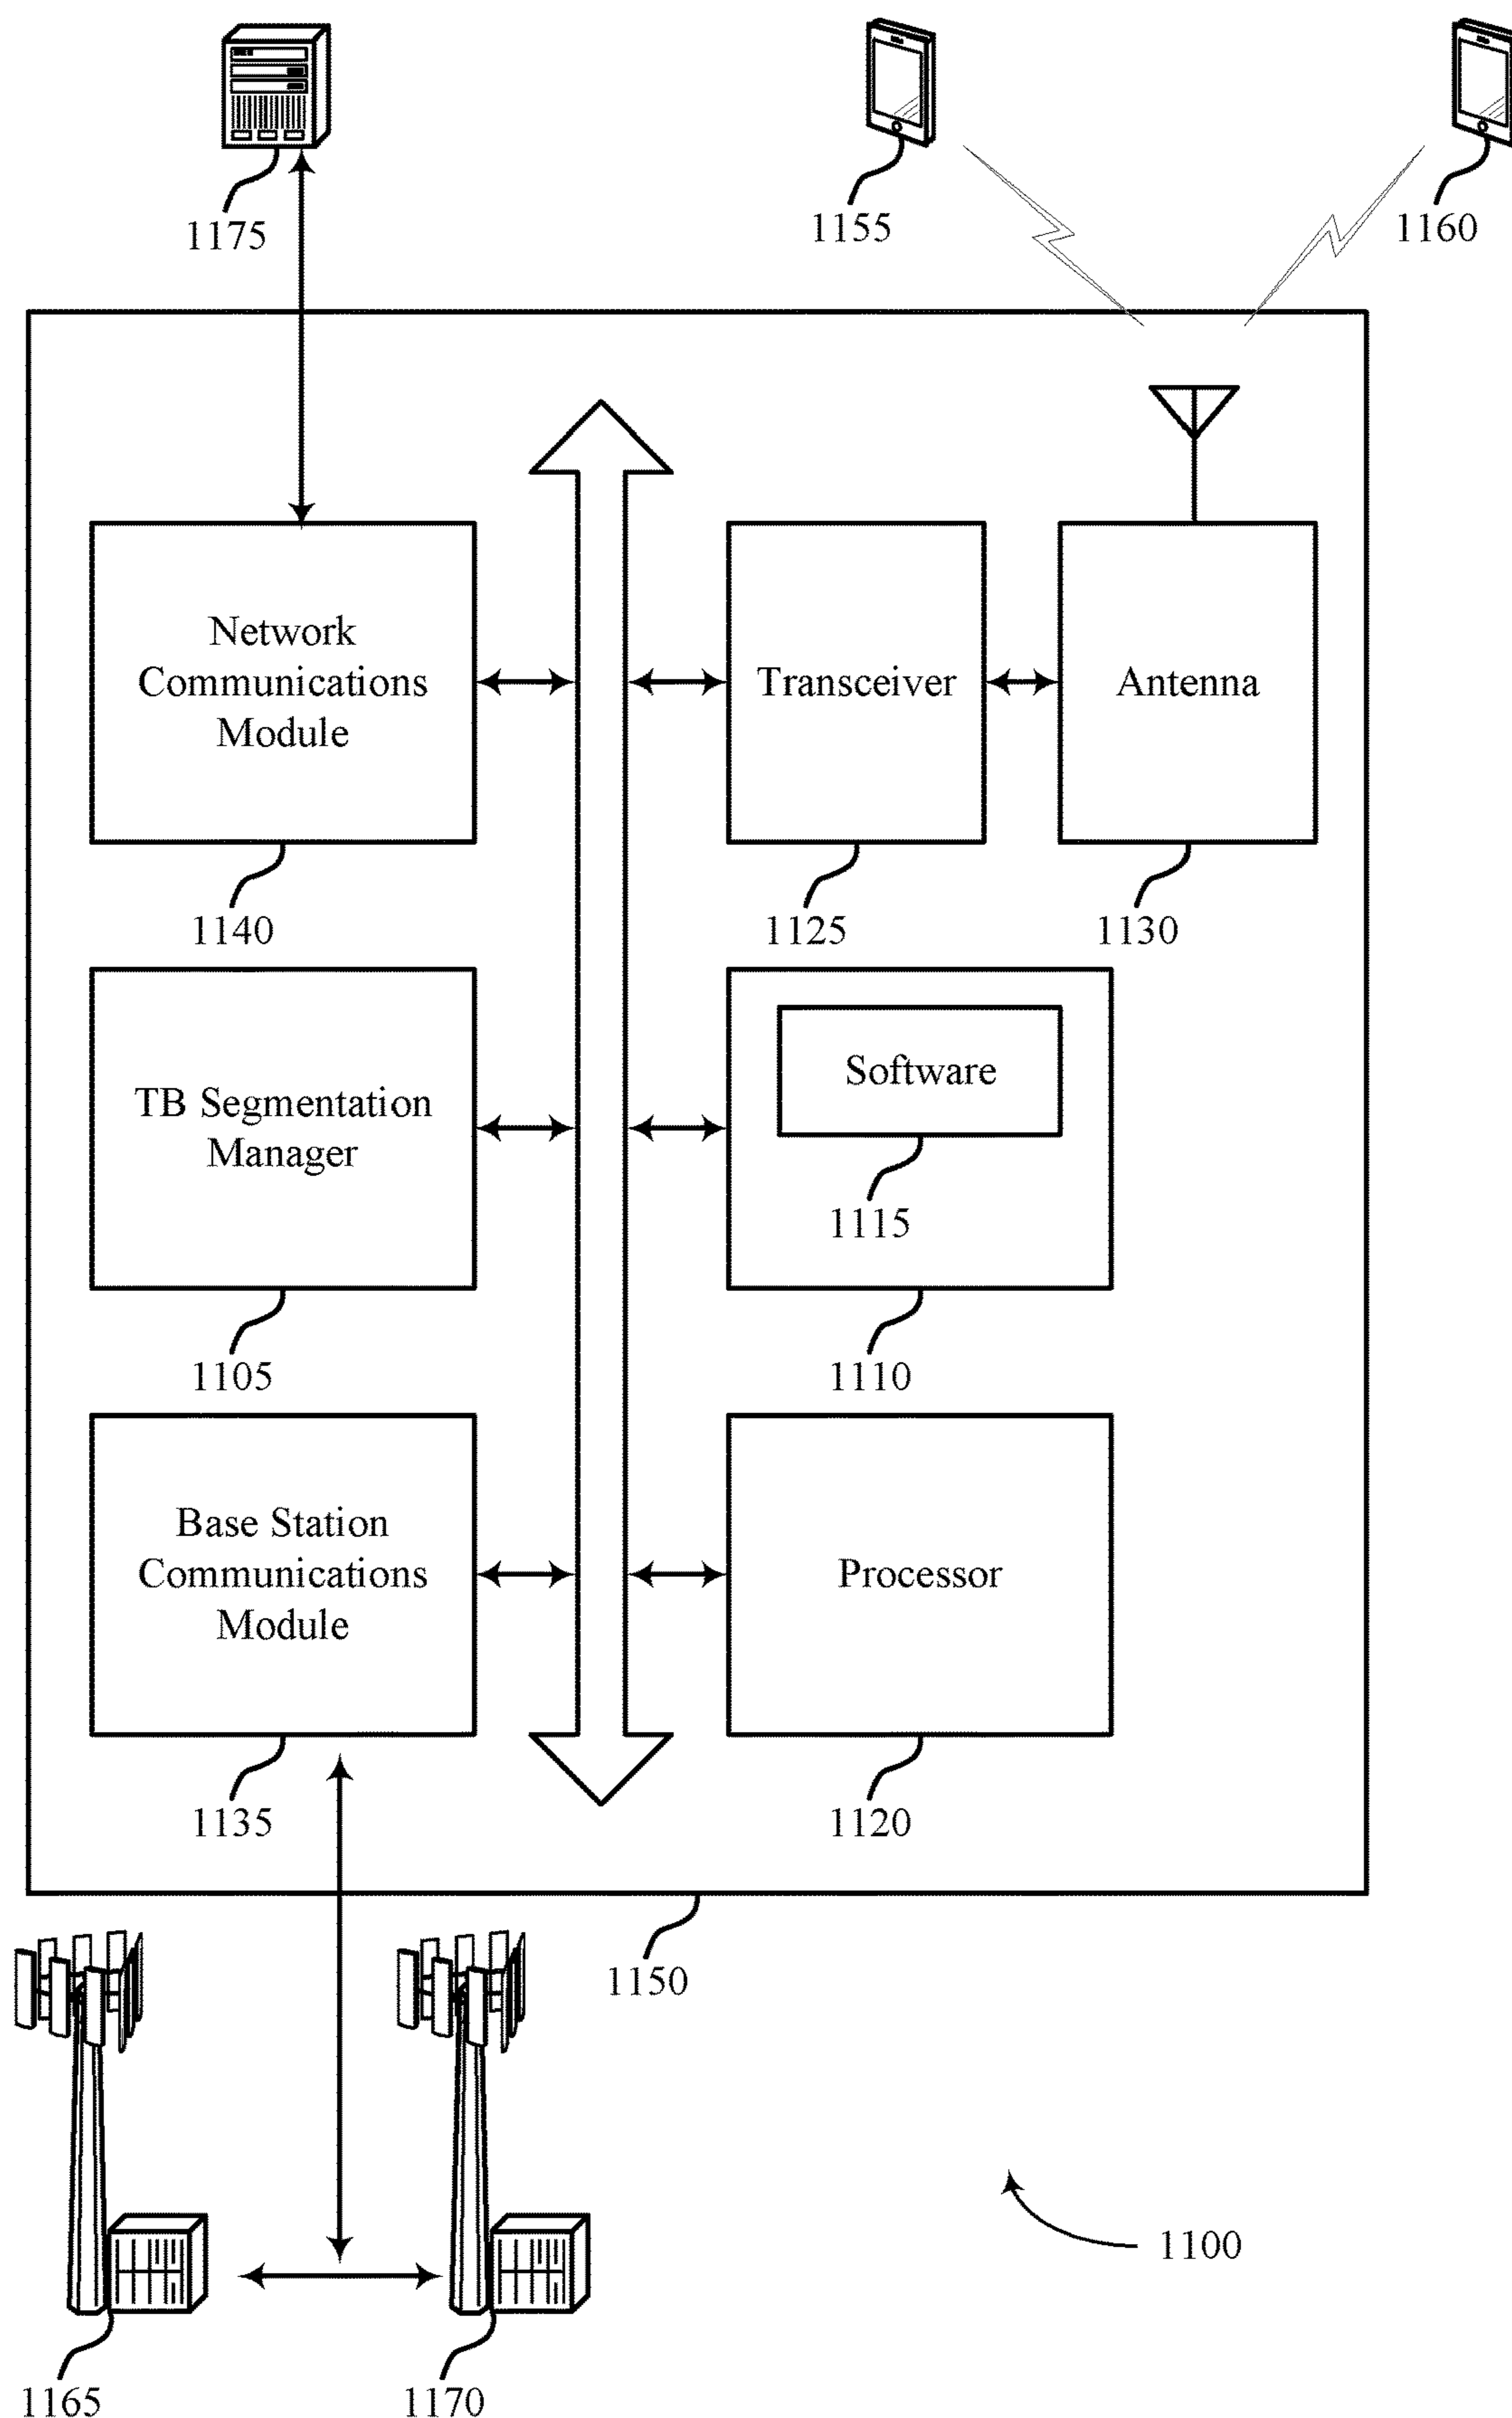 1175
1155
1160
Network
Communications
Module
Transceiver
Antenna
1140
1125
1130
TB Segmentation
Manager
Software
1115
1105
1110
Base Station
Communications
Module
Processor
1135
1120
1150
1100
1165
1170